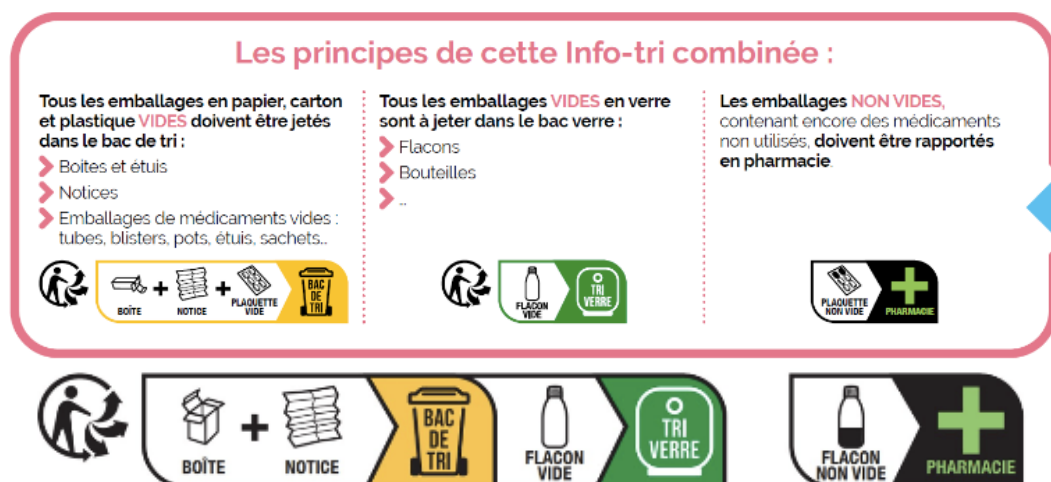 Les principes de cette Info-tri combinée :
Tous les emballages en papier, carton
et plastique VIDES doivent être jetés
dans le bac de tri :
Boites et étuis
Notices
Emballages de médicaments vides :
tubes, blisters, pots, étuis, sachets...
BOÎTE + NOTICE + PLAQUETTE
VIDE
BAC
DE
TRI
Tous les emballages VIDES en verre
sont à jeter dans le bac verre :
Flacons
Bouteilles
...
FLACON
VIDE
TRI
VERRE
Les emballages NON VIDES,
contenant encore des médicaments
non utilisés, doivent être rapportés
en pharmacie.
PLAQUETTE
NON VIDE
PHARMACIE
BOÎTE + NOTICE
BAC
DE
TRI
FLACON
VIDE
TRI
VERRE
FLACON
NON VIDE
PHARMACIE